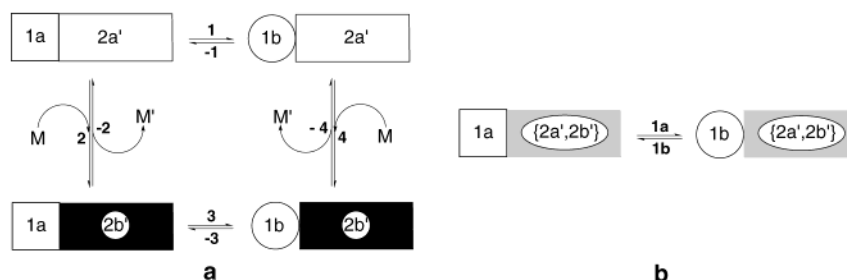 1a 2a' 1 -1 1b 2a'
M 2 -2 M' M' - 4 4 M
1a {2a',2b'} 1a 1b 1b {2a',2b'}
1a 2b' 3 -3 1b 2b'
a b